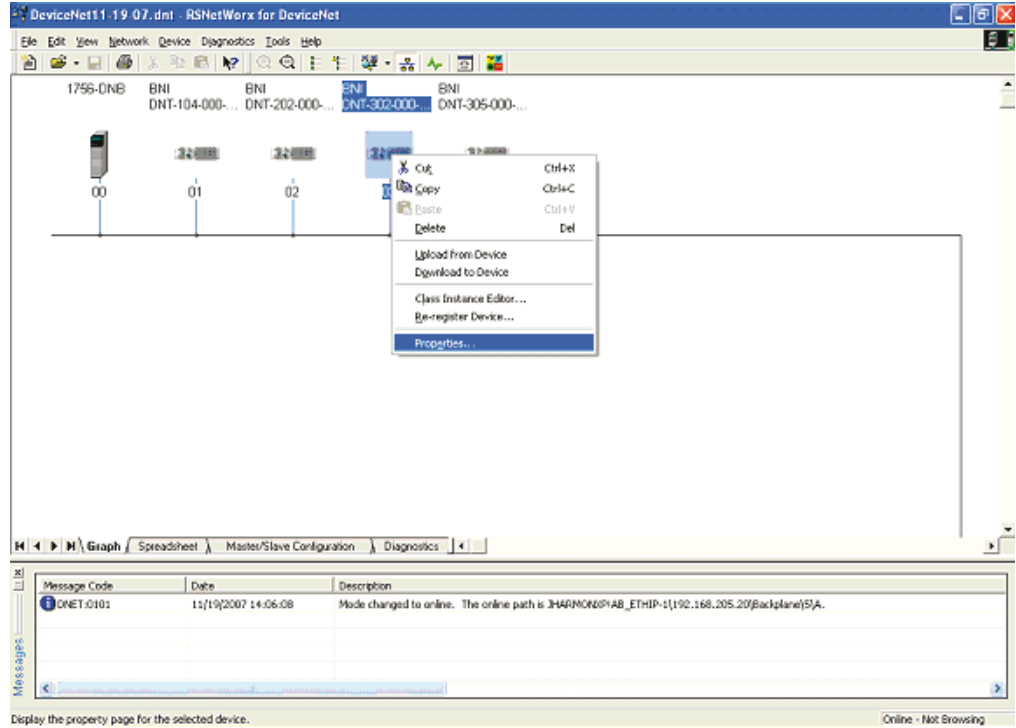 DeviceNet11-19-07.dnt - RSNetWorx for DeviceNet
File Edit View Network Device Diagnostics Tools Help
1756-DNB BNI BNI BNI BNI
DNT-104-000-... DNT-202-000-... DNT-302-000-... DNT-305-000-...
00 01 02
Cut Ctrl+X
Copy Ctrl+C
Paste Ctrl+V
Delete Del
Upload from Device
Download to Device
Class Instance Editor...
Re-register Device...
Properties...
Graph Spreadsheet Master/Slave Configuration Diagnostics
Message Code Date Description
DNET:0101 11/19/2007 14:06:08 Mode changed to online. The online path is JHARMONXP!AB_ETHIP-1\192.168.205.20\Backplane\5\A.
Messages
Display the property page for the selected device. Online - Not Browsing